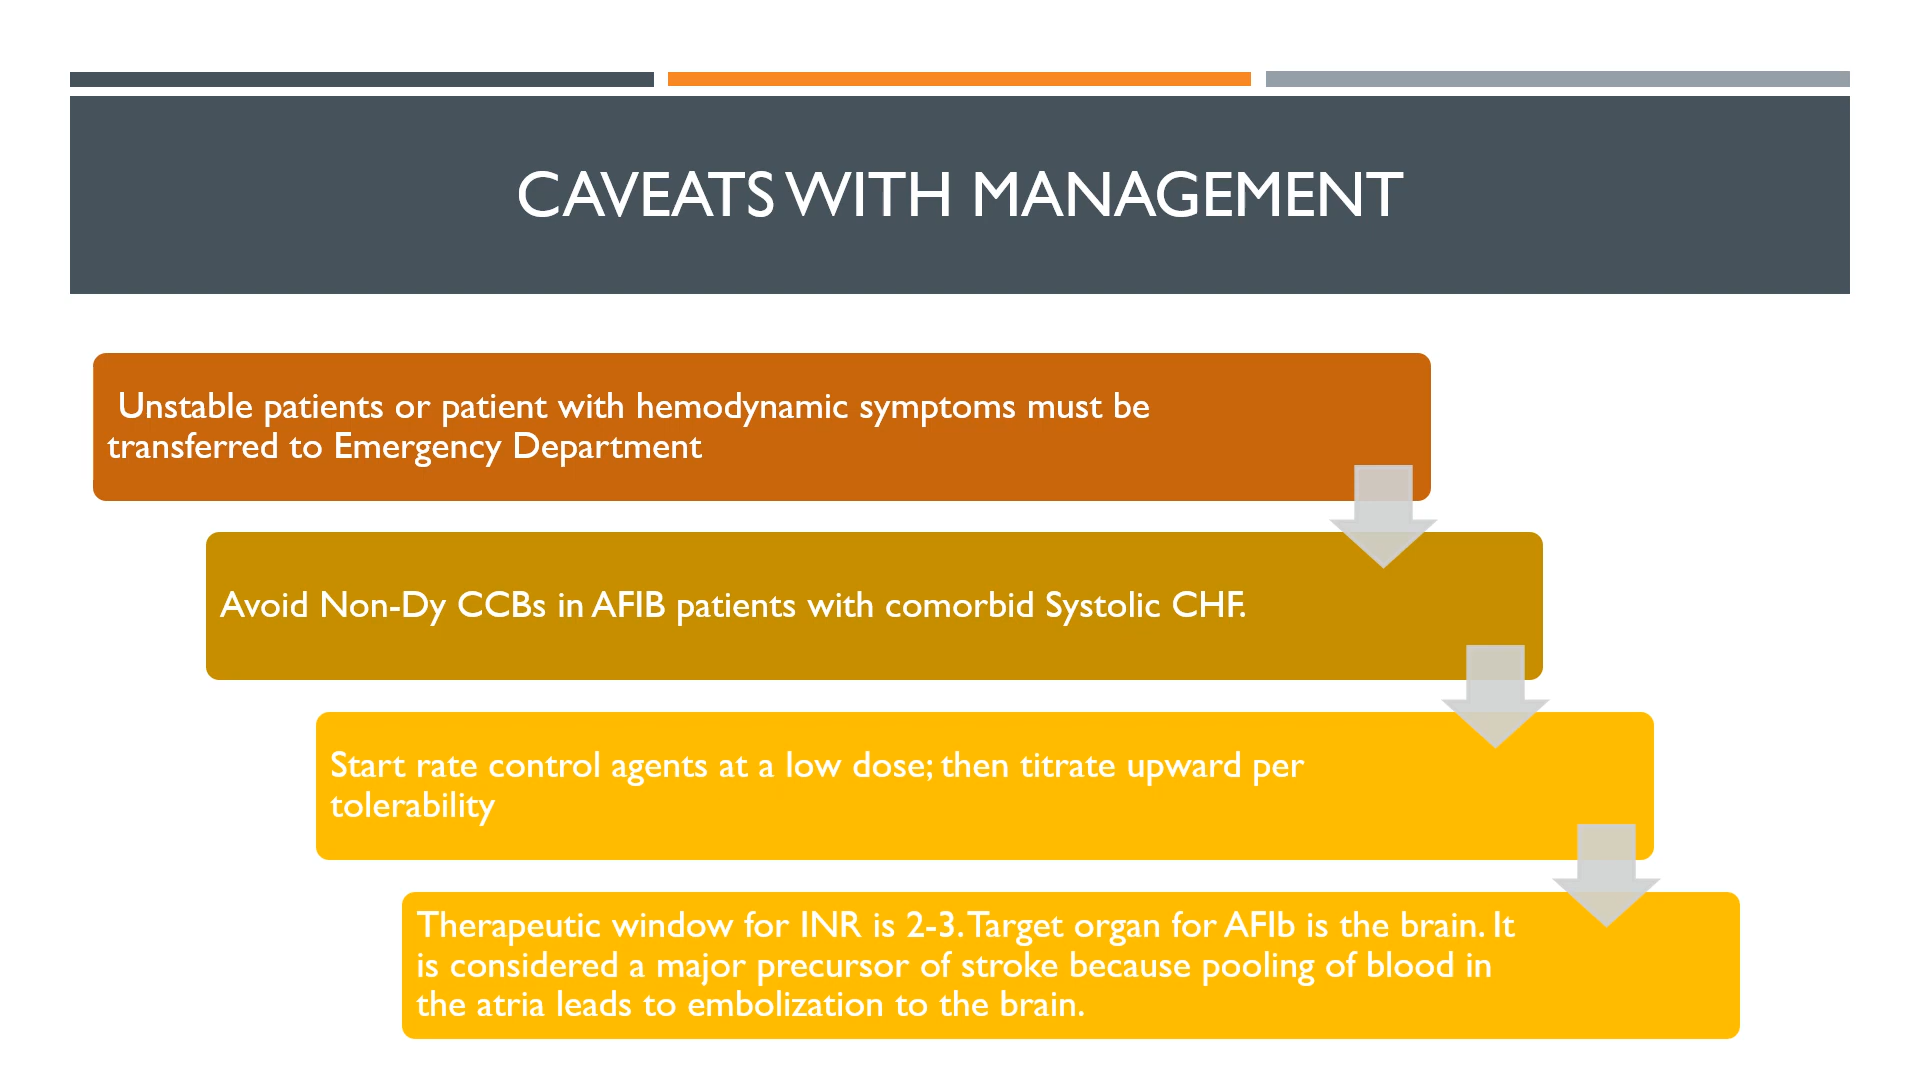 CAVEATS WITH MANAGEMENT
Unstable patients or patient with hemodynamic symptoms must be
transferred to Emergency Department
Avoid Non-Dy CCBs in AFIB patients with comorbid Systolic CHF.
Start rate control agents at a low dose; then titrate upward per
tolerability
Therapeutic window for INR is 2-3. Target organ for AFIb is the brain. It
is considered a major precursor of stroke because pooling of blood in
the atria leads to embolization to the brain.